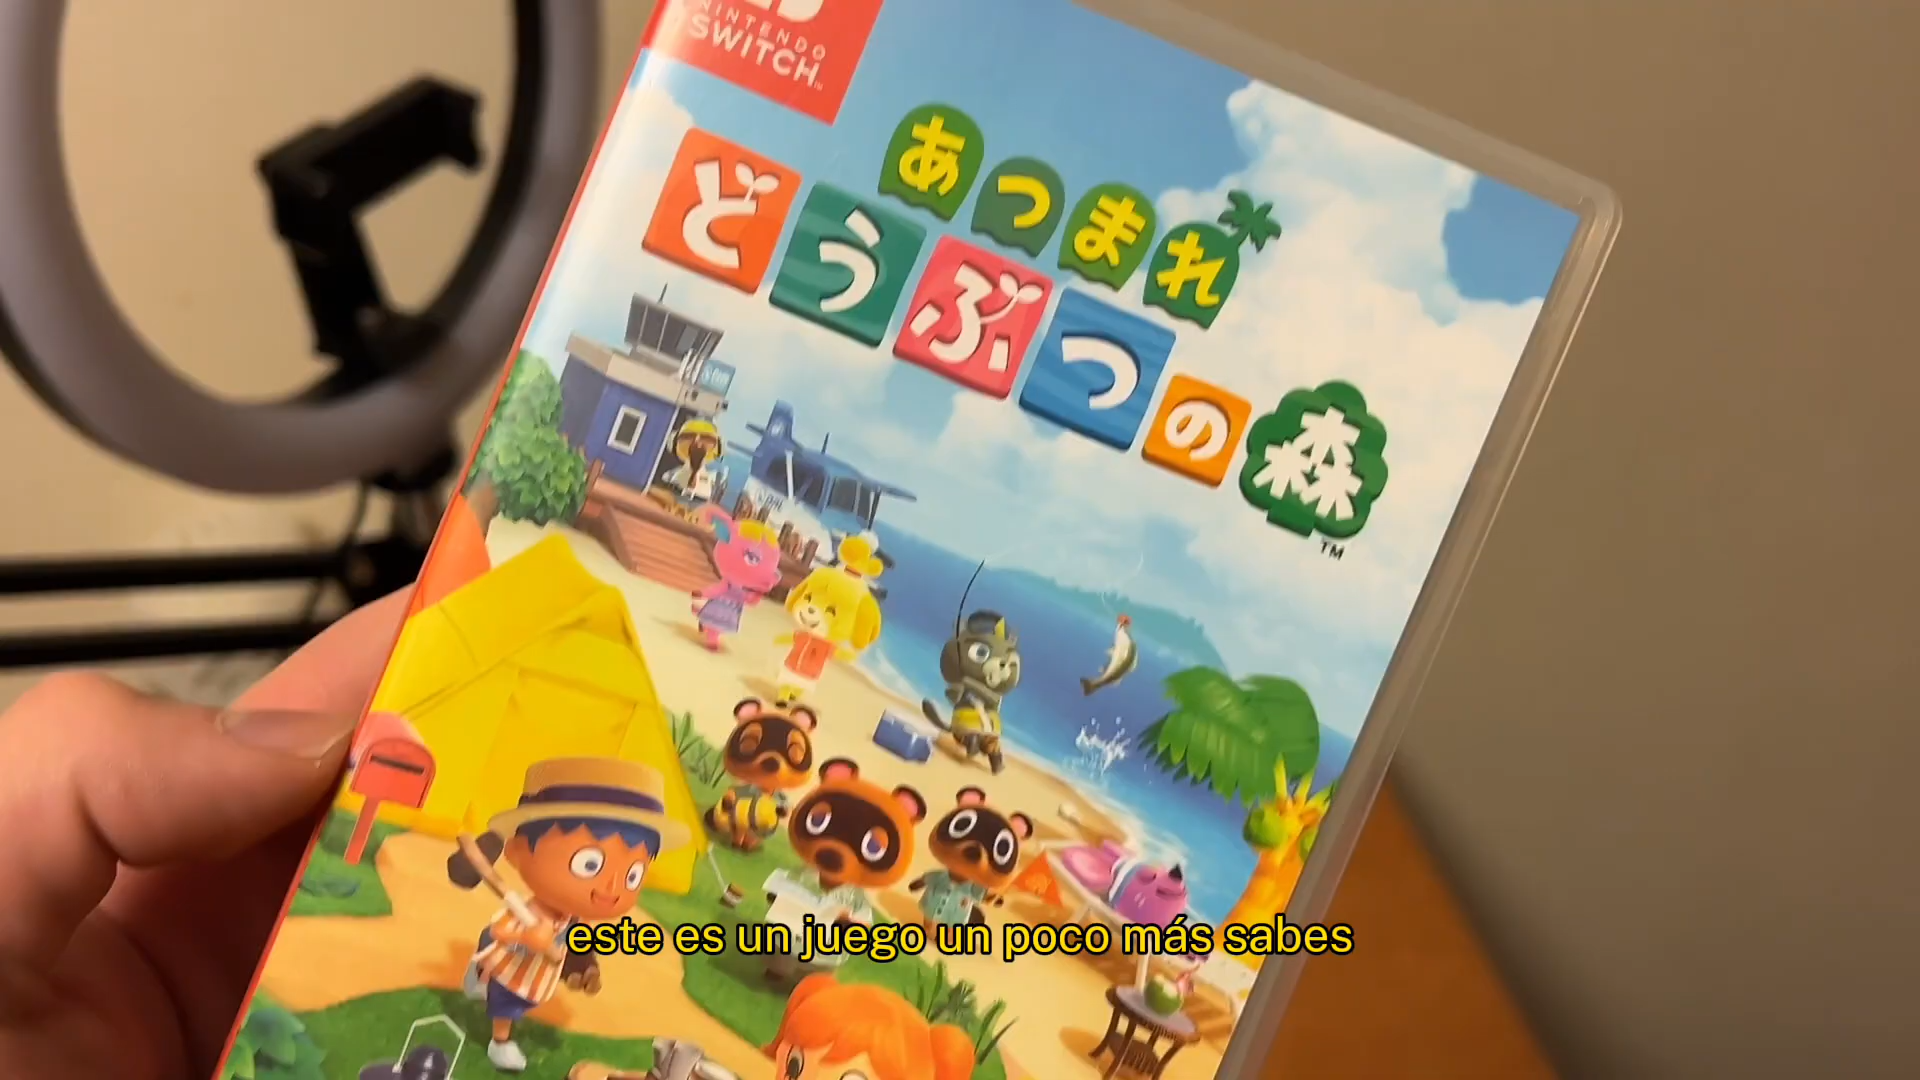 NINTENDO
SWITCH™
あつまれ
どうぶつの森
TM
este es un juego un poco más sabes